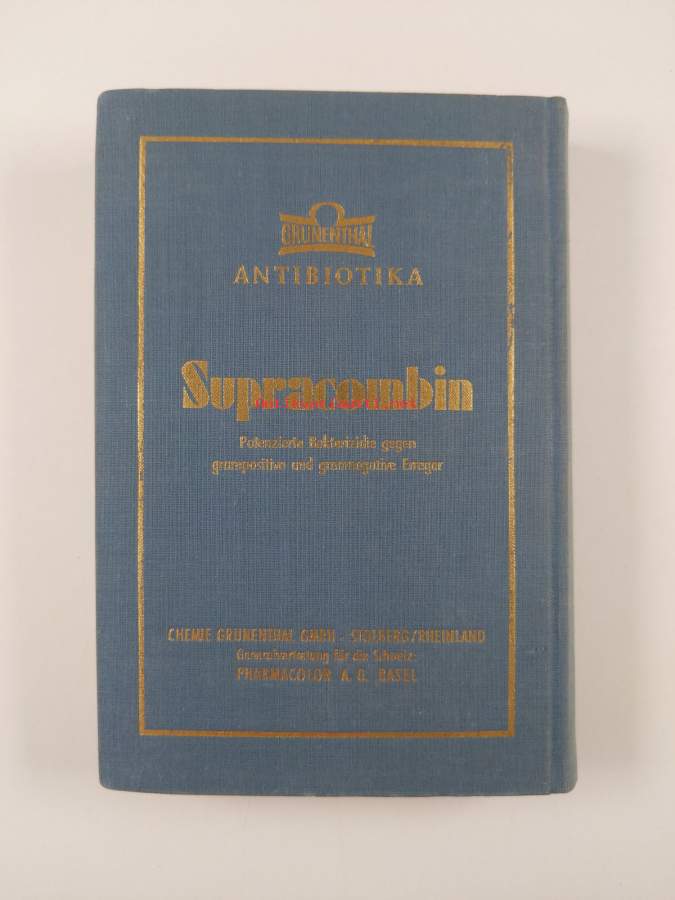 GRÜNENTHAL
ANTIBIOTIKA
Supracombin
Potenzierte Bakterizidie gegen
grampositive und gramnegative Erreger
CHEMIE GRÜNENTHAL GMBH - STOLBERG/RHEINLAND
Generalvertretung für die Schweiz:
PHARMACOLOR A. G. BASEL